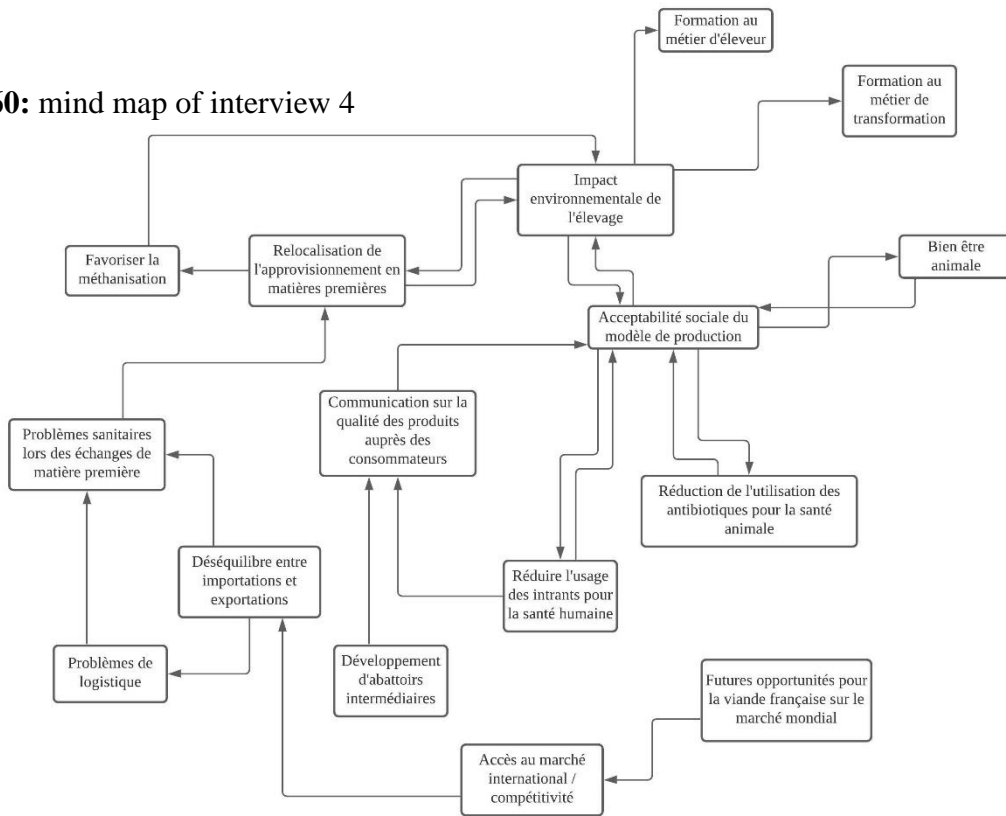 Formation au
métier d'éleveur
Formation au
métier de
transformation
60: mind map of interview 4
Impact
environnementale de
l'élevage
Favoriser la
méthanisation
Relocalisation de
l'approvisionnement en
matières premières
Bien être
animale
Acceptabilité sociale du
modèle de production
Communication sur la
qualité des produits
auprès des
consommateurs
Problèmes sanitaires
lors des échanges de
matière première
Réduction de l'utilisation des
antibiotiques pour la santé
animale
Déséquilibre entre
importations et
exportations
Réduire l'usage
des intrants pour
la santé humaine
Problèmes de
logistique
Développement
d'abattoirs
intermédiaires
Futures opportunités pour
la viande française sur le
marché mondial
Accès au marché
international /
compétitivité